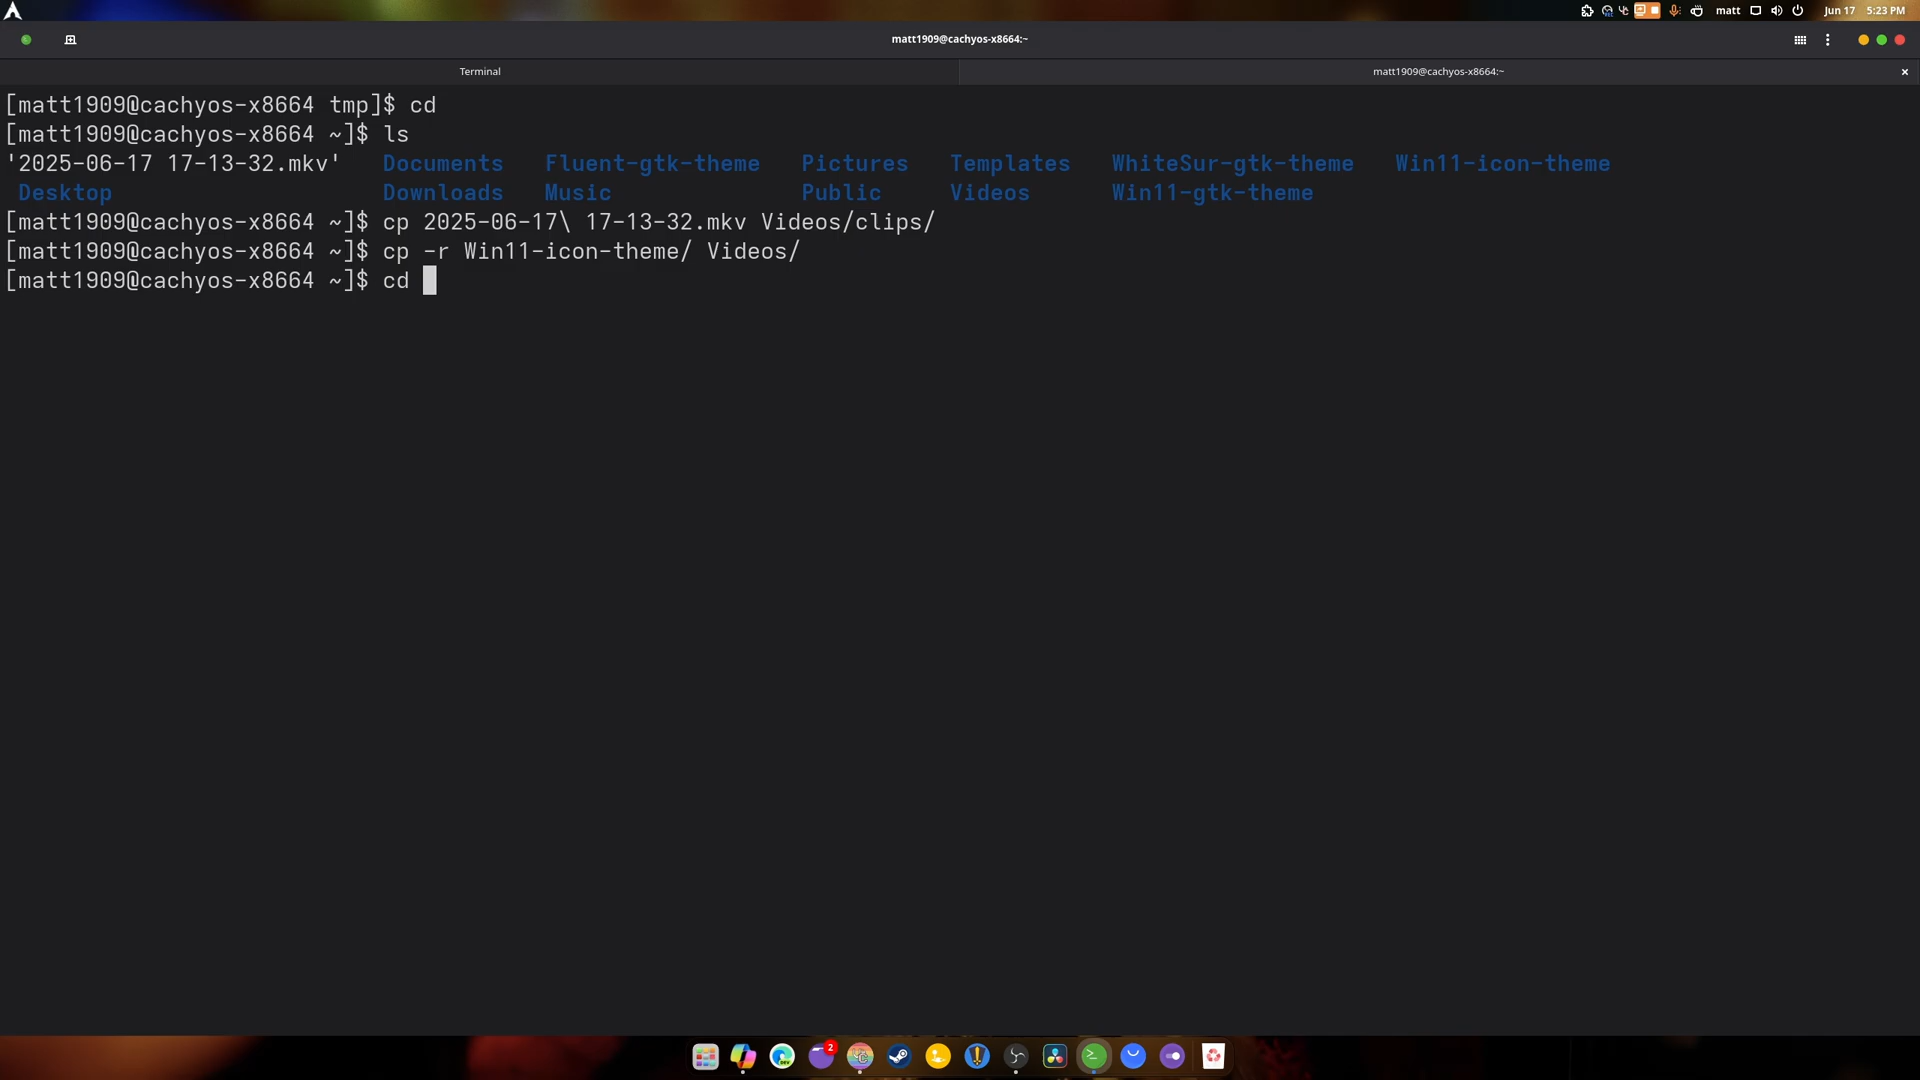 matt Jun 17 5:23 PM
matt1909@cachyos-x8664:~
Terminal matt1909@cachyos-x8664:~
[matt1909@cachyos-x8664 tmp]$ cd
[matt1909@cachyos-x8664 ~]$ ls
'2025-06-17 17-13-32.mkv' Documents Fluent-gtk-theme Pictures Templates WhiteSur-gtk-theme Win11-icon-theme
Desktop Downloads Music Public Videos Win11-gtk-theme
[matt1909@cachyos-x8664 ~]$ cp 2025-06-17\ 17-13-32.mkv Videos/clips/
[matt1909@cachyos-x8664 ~]$ cp -r Win11-icon-theme/ Videos/
[matt1909@cachyos-x8664 ~]$ cd
2